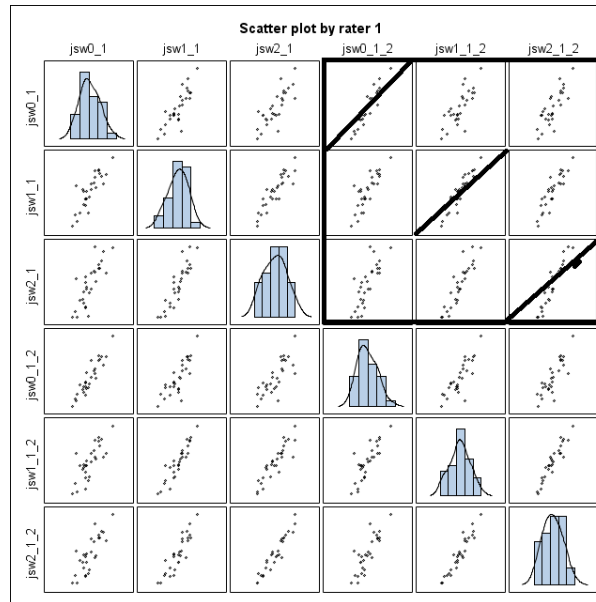 Scatter plot by rater 1
jsw0_1 jsw1_1 jsw2_1 jsw0_1_2 jsw1_1_2 jsw2_1_2
jsw0_1
jsw1_1
jsw2_1
jsw0_1_2
jsw1_1_2
jsw2_1_2